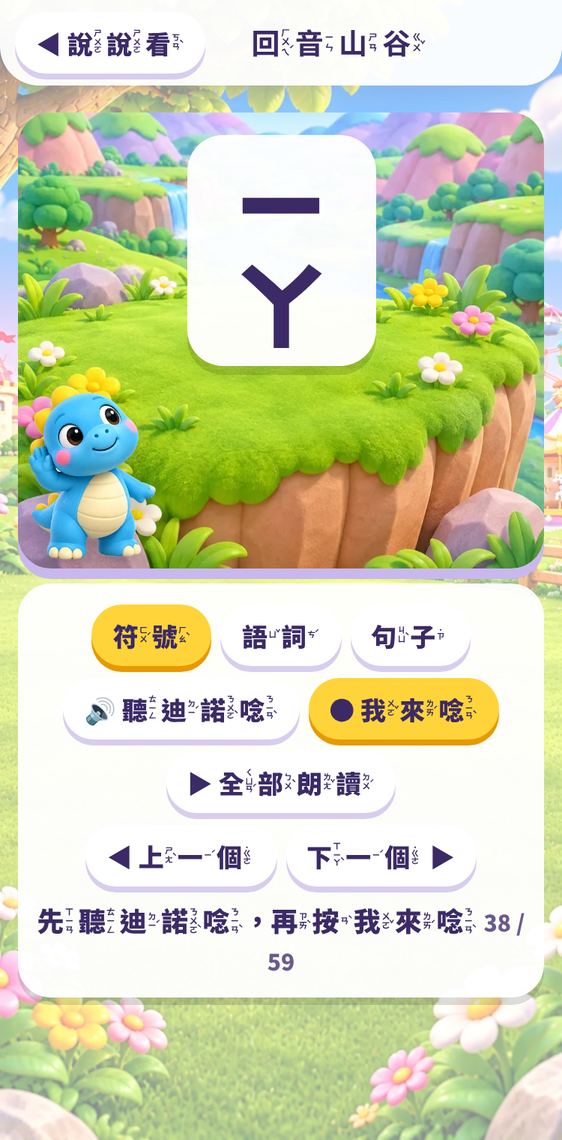 ◀ 說說看
回音山谷
ㄧ
ㄚ
符號 語詞 句子
🔊 聽迪諾唸 ● 我來唸
▶ 全部朗讀
◀ 上一個 下一個 ▶
先聽迪諾唸，再按我來唸 38 /
59